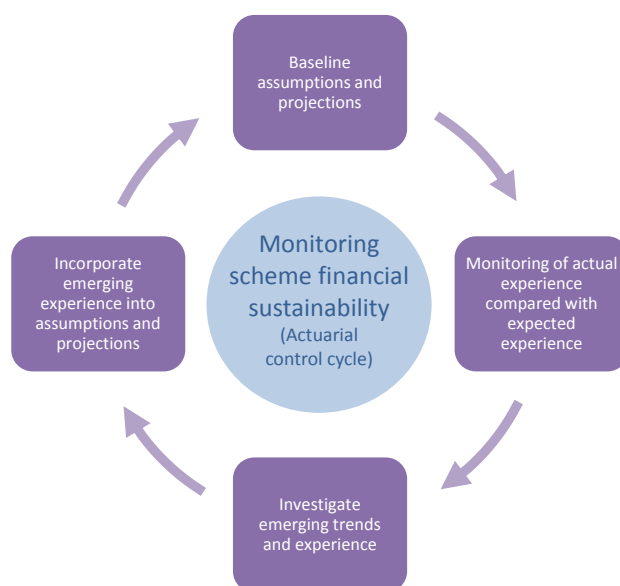 Baseline
assumptions and
projections
Monitoring of actual
experience
compared with
expected
experience
Investigate
emerging trends
and experience
Incorporate
emerging
experience into
assumptions and
projections
Monitoring
scheme financial
sustainability
(Actuarial
control cycle)